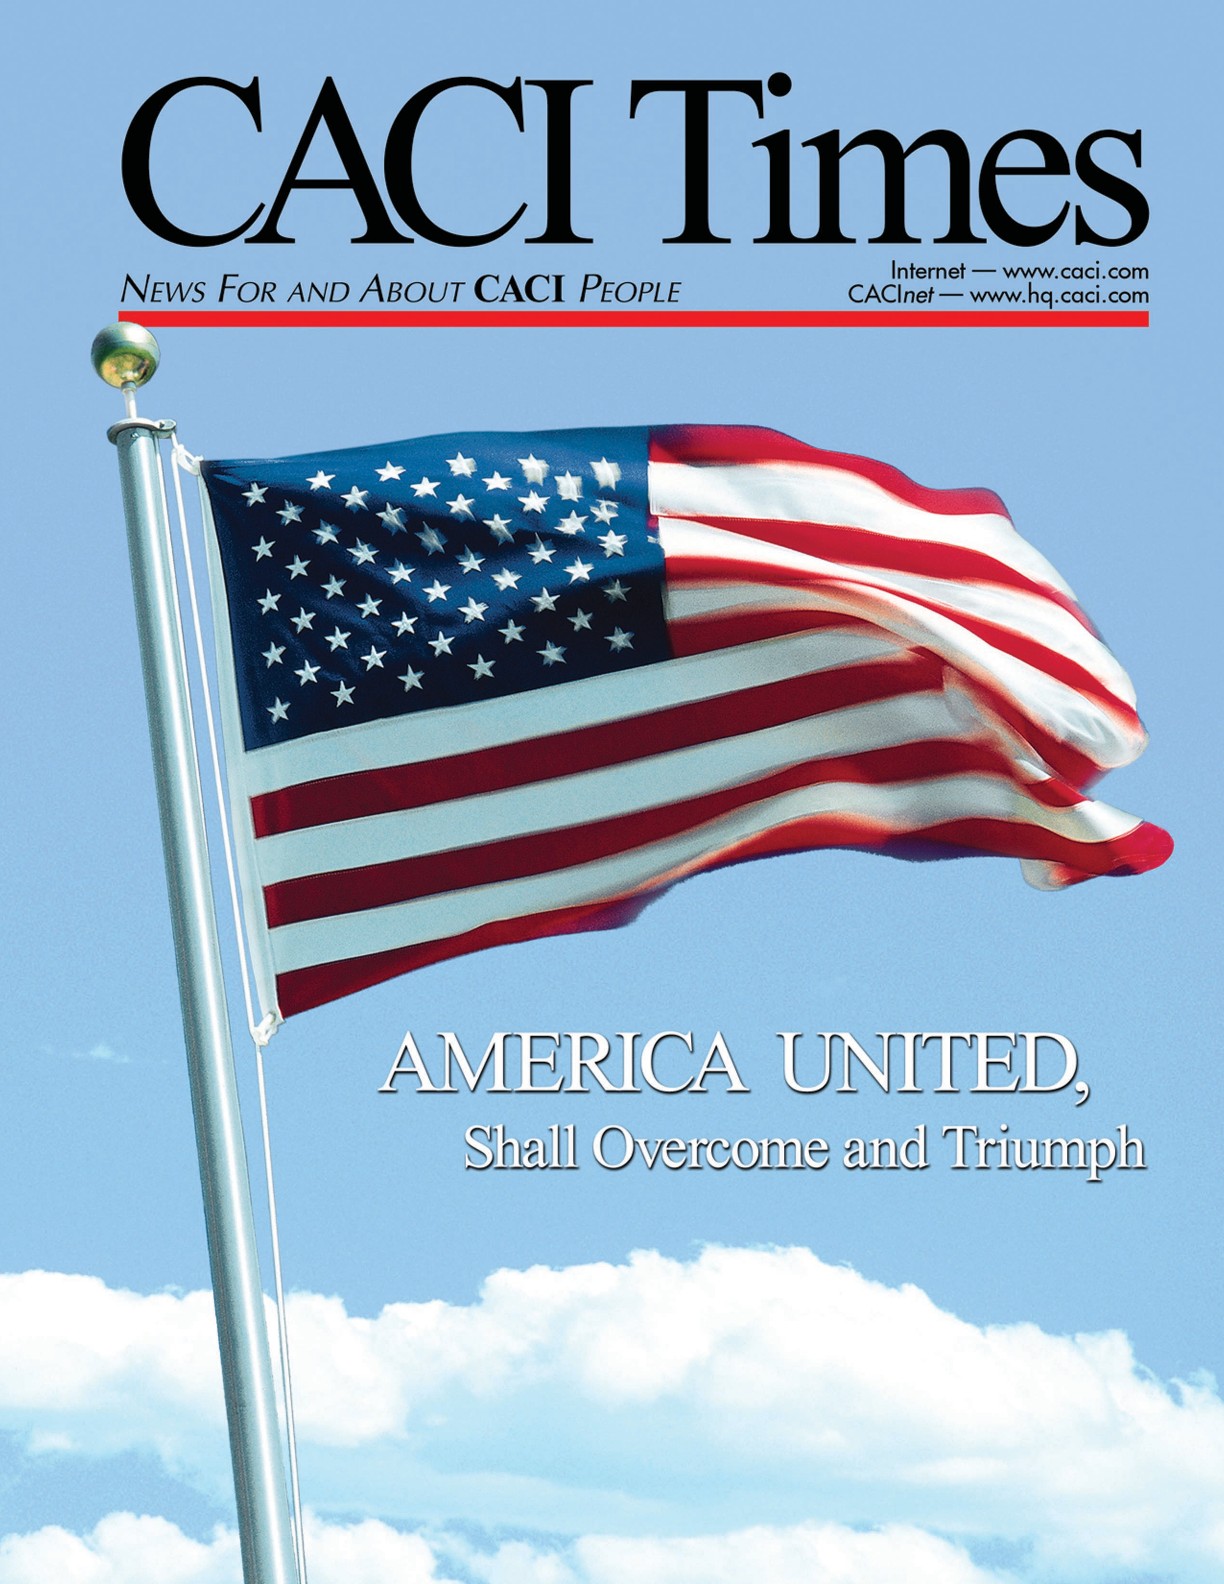 CACI Times
News For and About CACI People
Internet — www.caci.com
CACInet — www.hq.caci.com
AMERICA UNITED,
Shall Overcome and Triumph